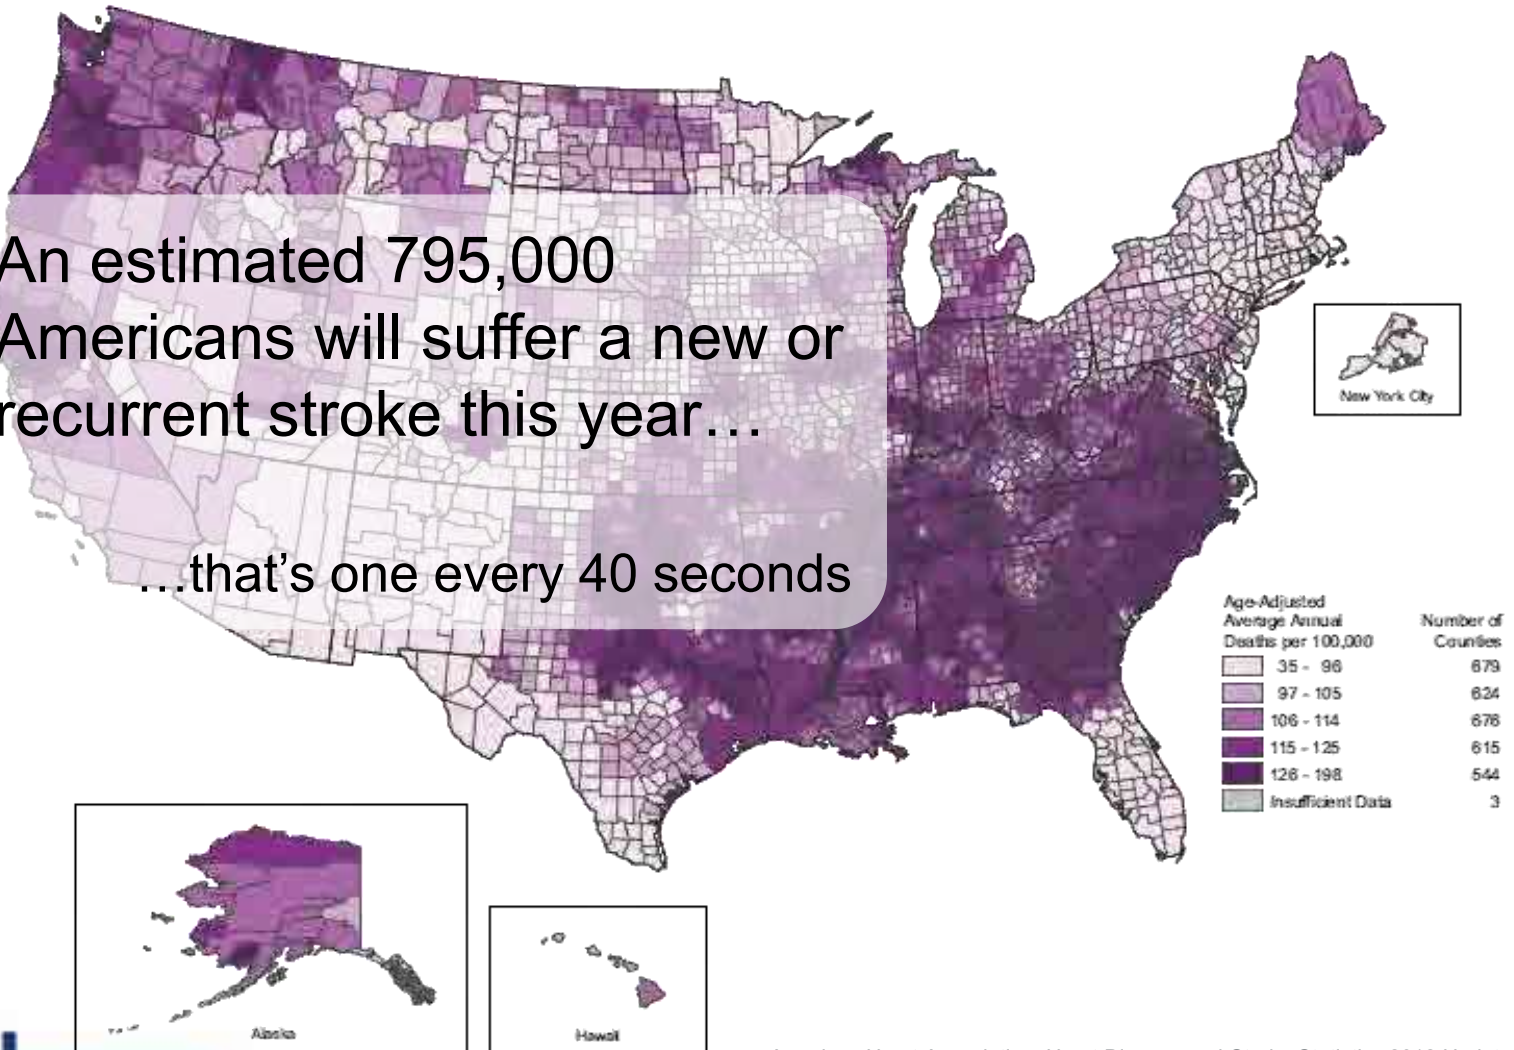 An estimated 795,000
Americans will suffer a new or
recurrent stroke this year…
…that’s one every 40 seconds
New York City
Age-Adjusted
Average Annual
Deaths per 100,000
Number of
Counties
35 - 96 679
97 - 105 624
106 - 114 676
115 - 125 615
126 - 198 544
Insufficient Data 3
Alaska
Hawaii